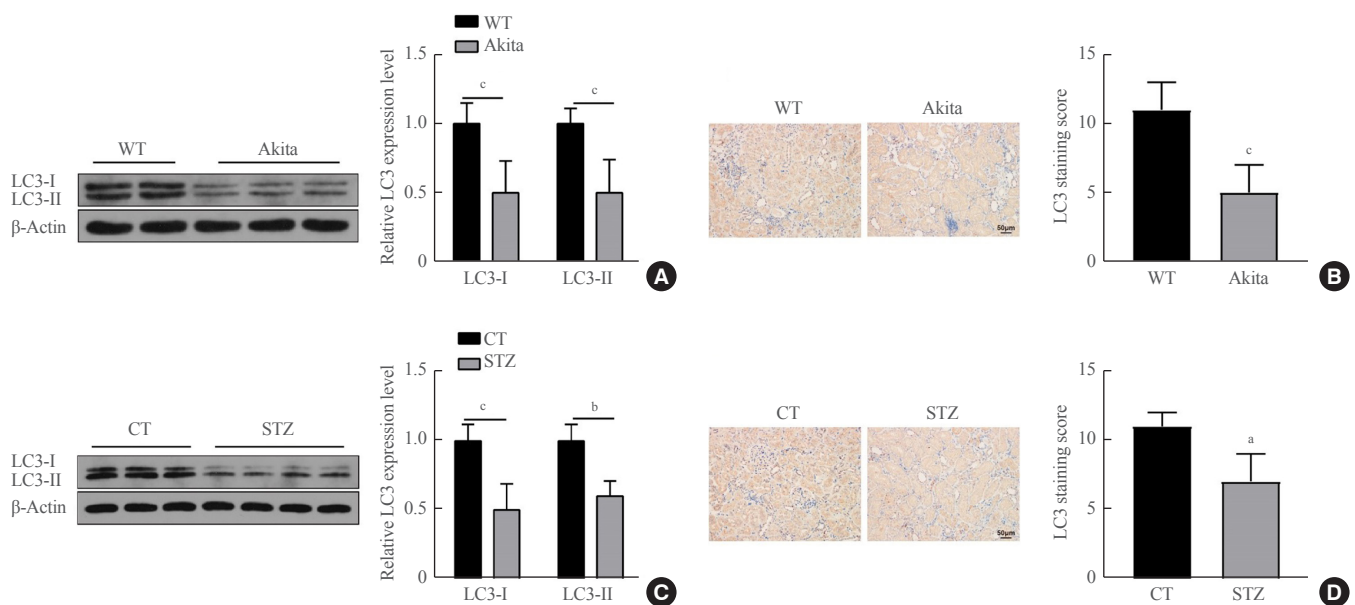 WT
Akita
LC3-I
LC3-II
β-Actin
WT
Akita
Relative LC3 expression level
1.5
1.0
0.5
0
c
c
LC3-I
LC3-II
A
WT
Akita
50μm
LC3 staining score
15
10
5
0
c
WT
Akita
B
CT
STZ
LC3-I
LC3-II
β-Actin
CT
STZ
Relative LC3 expression level
1.5
1.0
0.5
0
c
b
LC3-I
LC3-II
C
CT
STZ
50μm
LC3 staining score
15
10
5
0
a
CT
STZ
D